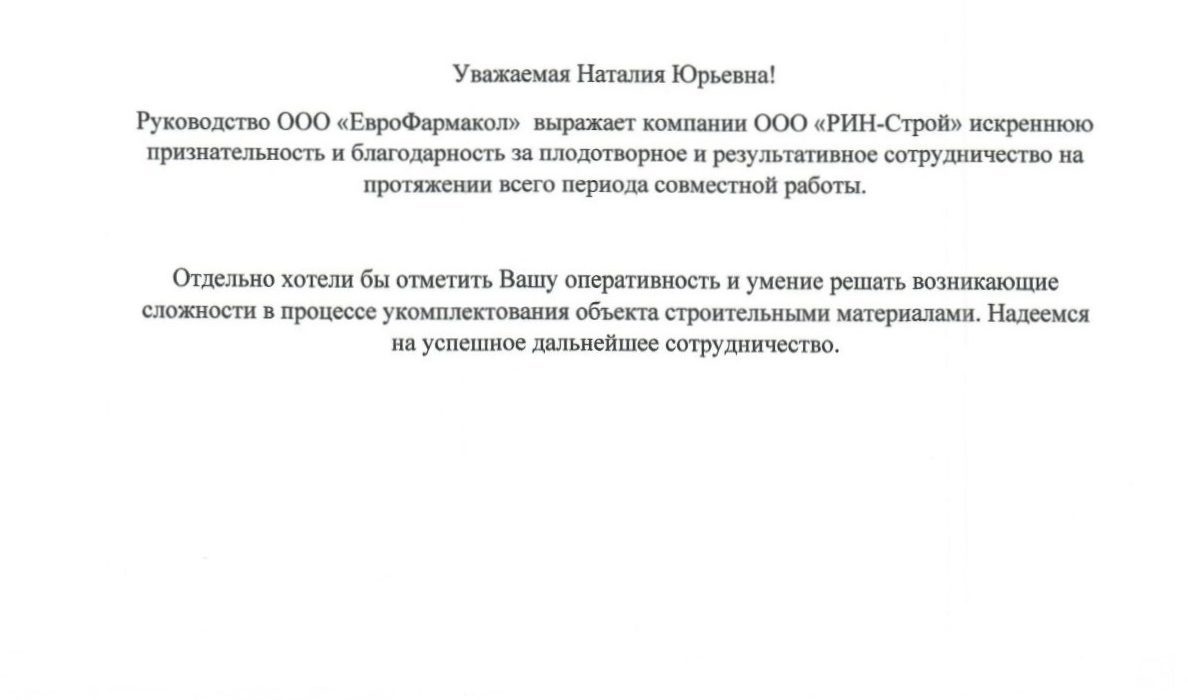 Уважаемая Наталия Юрьевна!
Руководство ООО «ЕвроФармакол»  выражает компании ООО «РИН-Строй» искреннюю
признательность и благодарность за плодотворное и результативное сотрудничество на
протяжении всего периода совместной работы.
Отдельно хотели бы отметить Вашу оперативность и умение решать возникающие
сложности в процессе укомплектования объекта строительными материалами. Надеемся
на успешное дальнейшее сотрудничество.